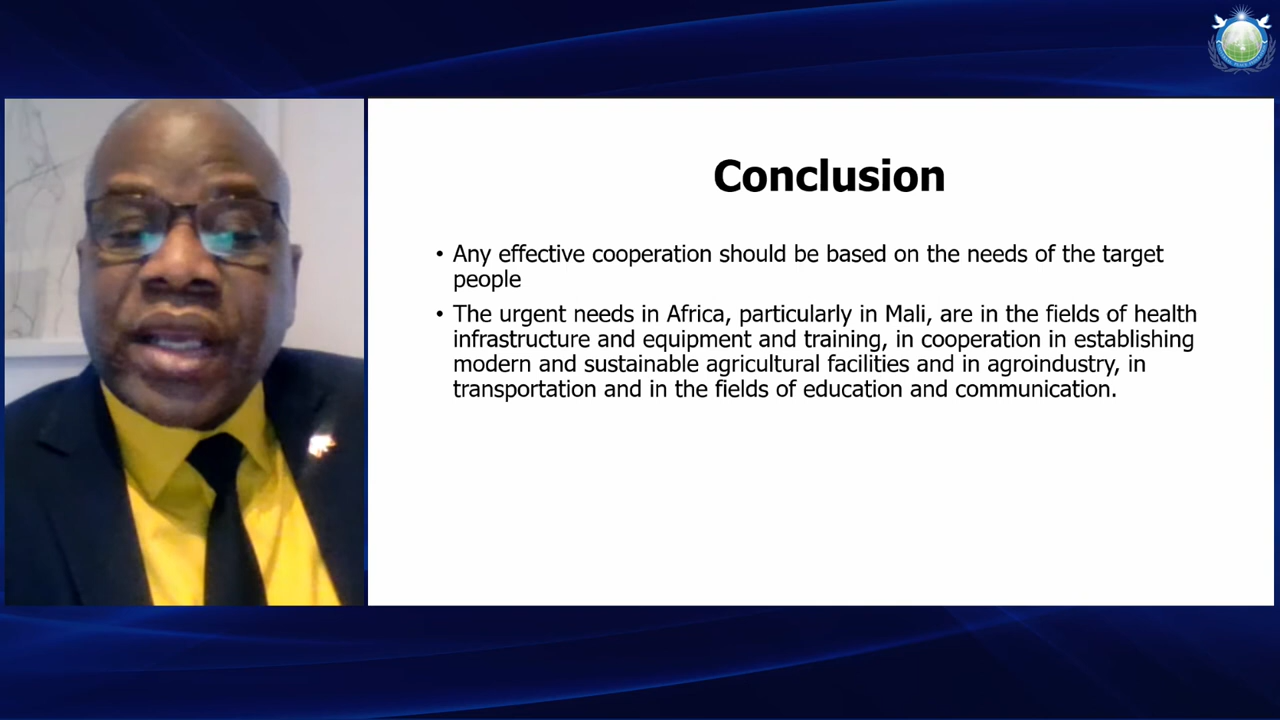 Conclusion
• Any effective cooperation should be based on the needs of the target
people
• The urgent needs in Africa, particularly in Mali, are in the fields of health
infrastructure and equipment and training, in cooperation in establishing
modern and sustainable agricultural facilities and in agroindustry, in
transportation and in the fields of education and communication.